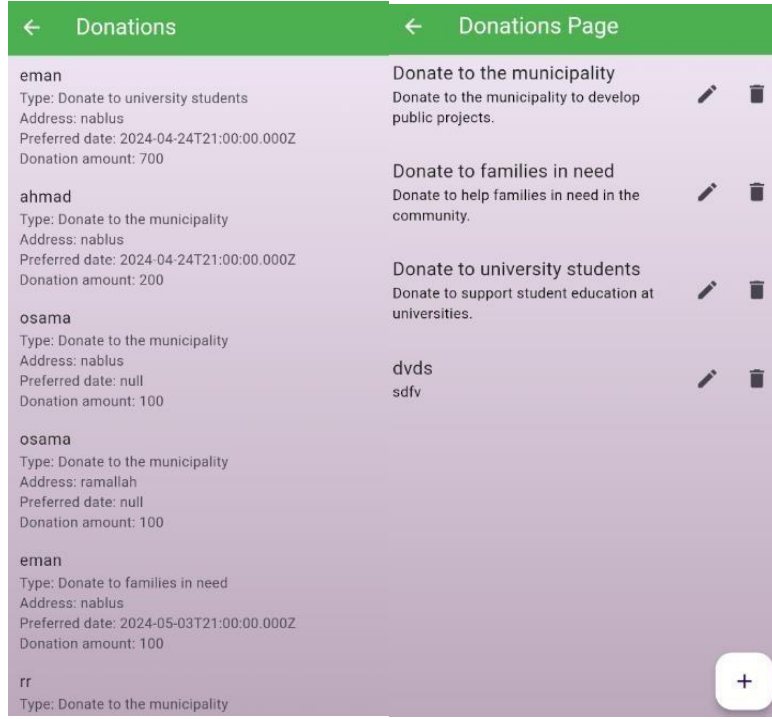 Donations
eman
Type: Donate to university students
Address: nablus
Preferred date: 2024-04-24T21:00:00.000Z
Donation amount: 700
ahmad
Type: Donate to the municipality
Address: nablus
Preferred date: 2024-04-24T21:00:00.000Z
Donation amount: 200
osama
Type: Donate to the municipality
Address: nablus
Preferred date: null
Donation amount: 100
osama
Type: Donate to the municipality
Address: ramallah
Preferred date: null
Donation amount: 100
eman
Type: Donate to families in need
Address: nablus
Preferred date: 2024-05-03T21:00:00.000Z
Donation amount: 100
rr
Type: Donate to the municipality
Donations Page
Donate to the municipality
Donate to the municipality to develop
public projects.
Donate to families in need
Donate to help families in need in the
community.
Donate to university students
Donate to support student education at
universities.
dvds
sdfv